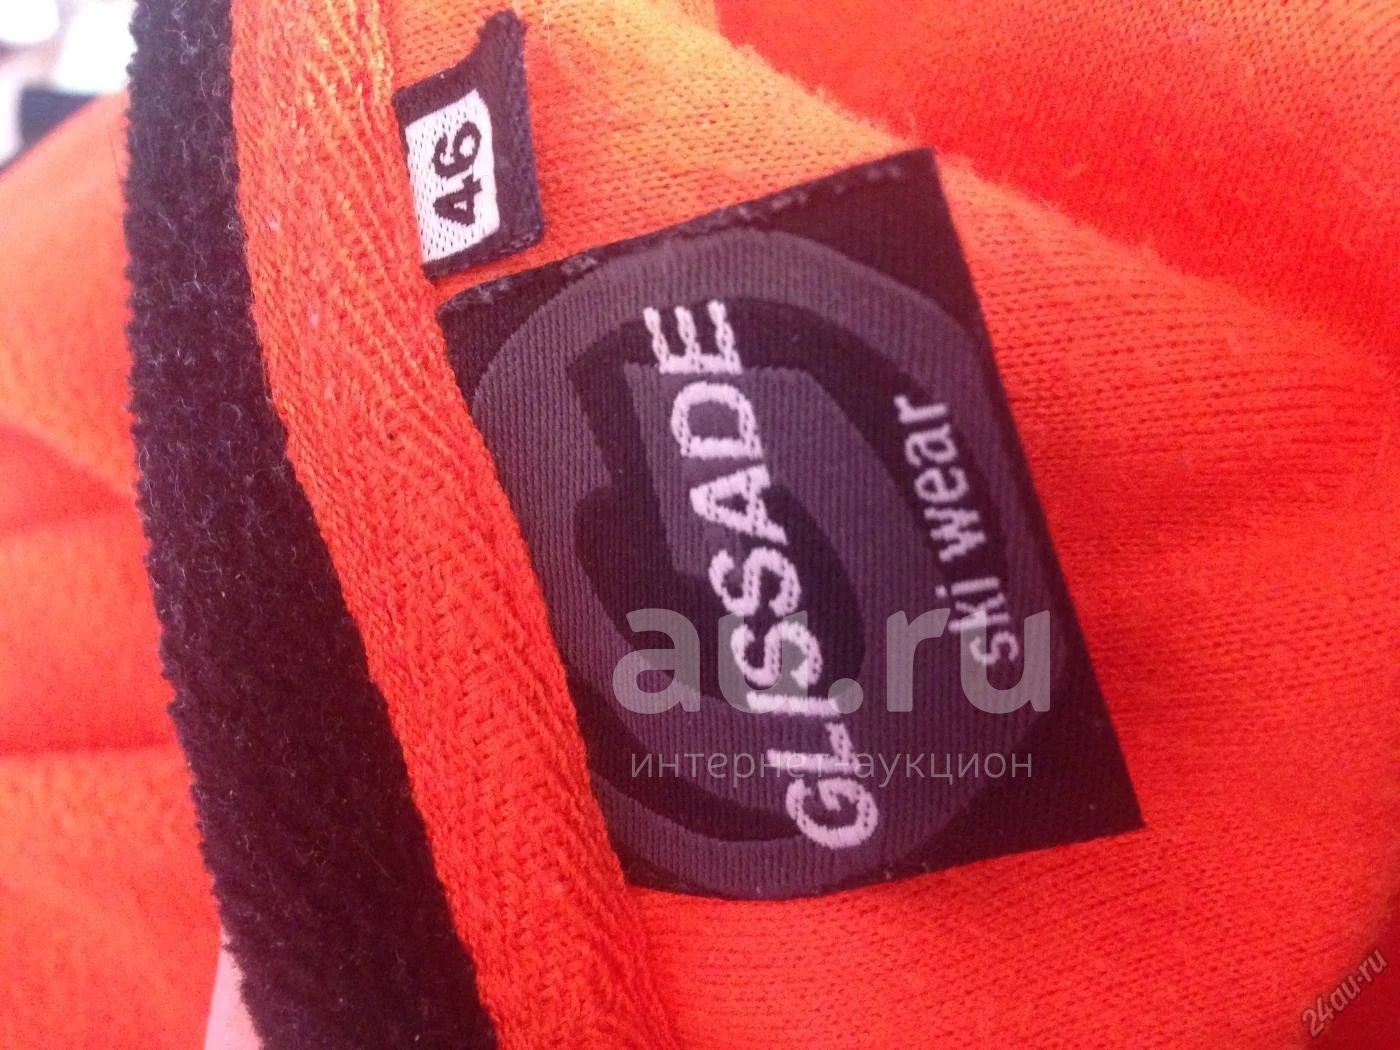 46
GLISSADE
ski wear
au.ru
интернет-аукцион
24au.ru